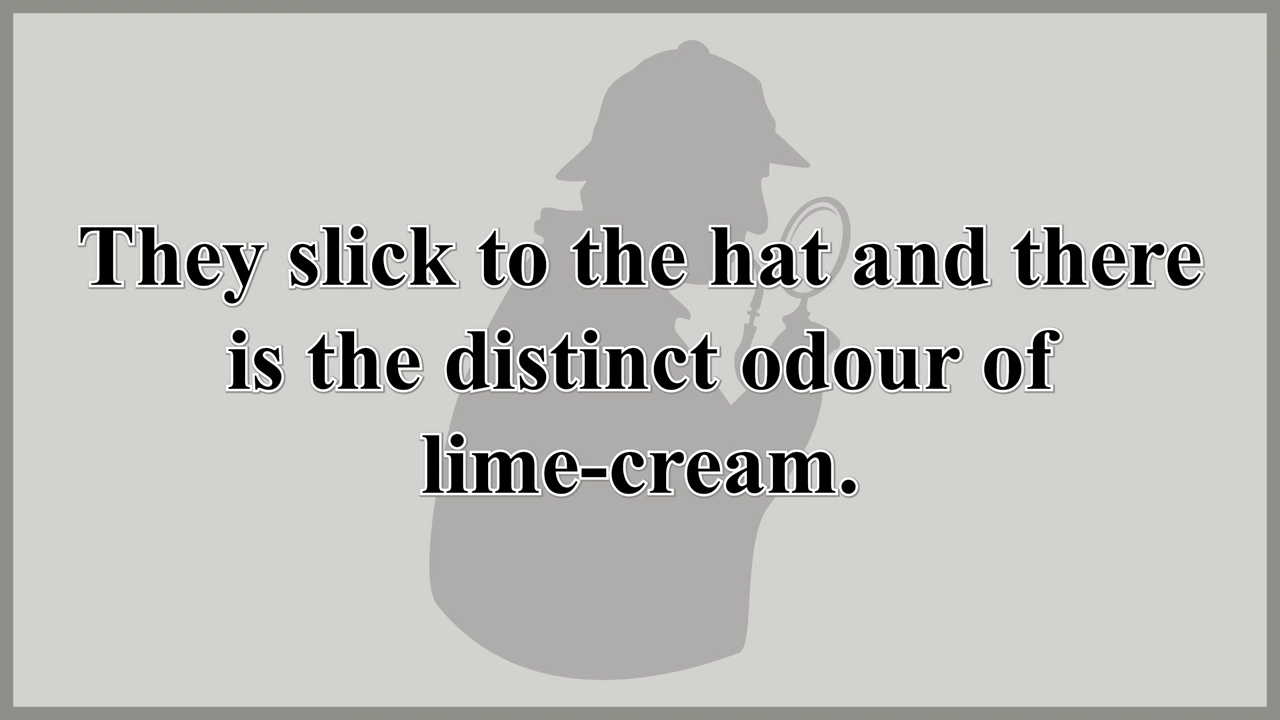 They slick to the hat and there
is the distinct odour of
lime-cream.